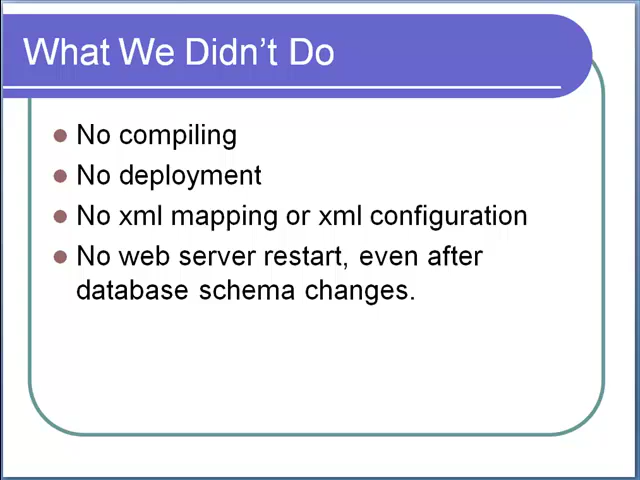 What We Didn't Do
No compiling
No deployment
No xml mapping or xml configuration
No web server restart, even after
database schema changes.